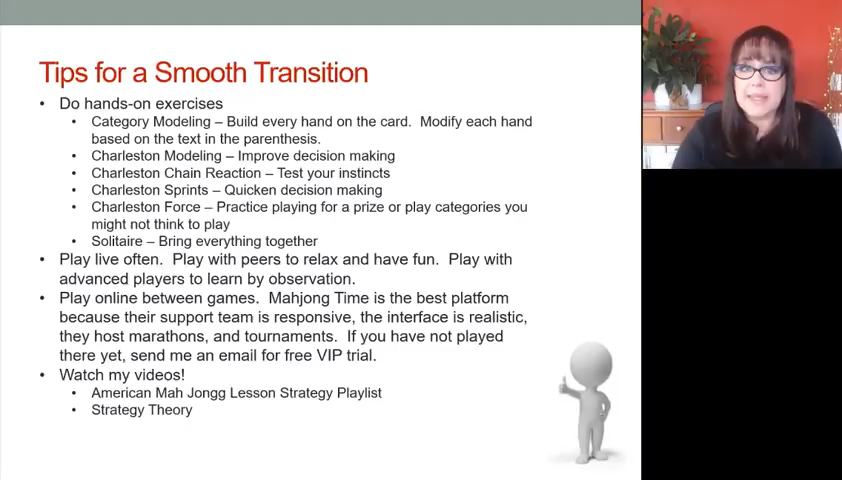 Tips for a Smooth Transition
• Do hands-on exercises
• Category Modeling – Build every hand on the card.  Modify each hand
based on the text in the parenthesis.
• Charleston Modeling – Improve decision making
• Charleston Chain Reaction – Test your instincts
• Charleston Sprints – Quicken decision making
• Charleston Force – Practice playing for a prize or play categories you
might not think to play
• Solitaire – Bring everything together
• Play live often.  Play with peers to relax and have fun.  Play with
advanced players to learn by observation.
• Play online between games.  Mahjong Time is the best platform
because their support team is responsive, the interface is realistic,
they host marathons, and tournaments.  If you have not played
there yet, send me an email for free VIP trial.
• Watch my videos!
• American Mah Jongg Lesson Strategy Playlist
• Strategy Theory